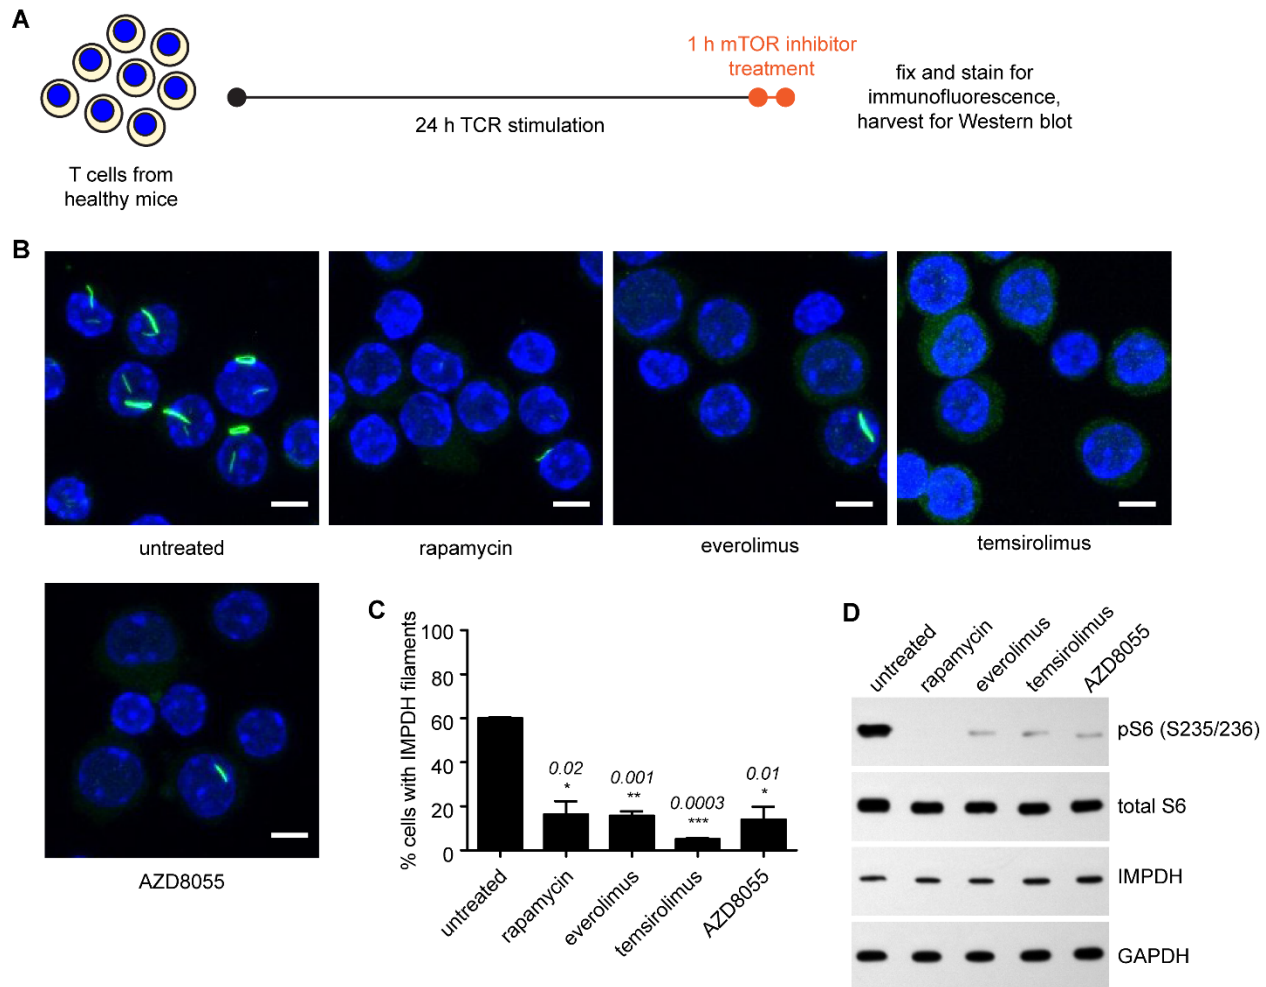 A
T cells from
healthy mice
24 h TCR stimulation
1 h mTOR inhibitor
treatment
fix and stain for
immunofluorescence,
harvest for Western blot
B
untreated
rapamycin
everolimus
temsirolimus
AZD8055
C
% cells with IMPDH filaments
100
80
60
40
20
0
0.02
*
0.001
**
0.0003
***
0.01
*
untreated
rapamycin
everolimus
temsirolimus
AZD8055
D
untreated
rapamycin
everolimus
temsirolimus
AZD8055
pS6 (S235/236)
total S6
IMPDH
GAPDH